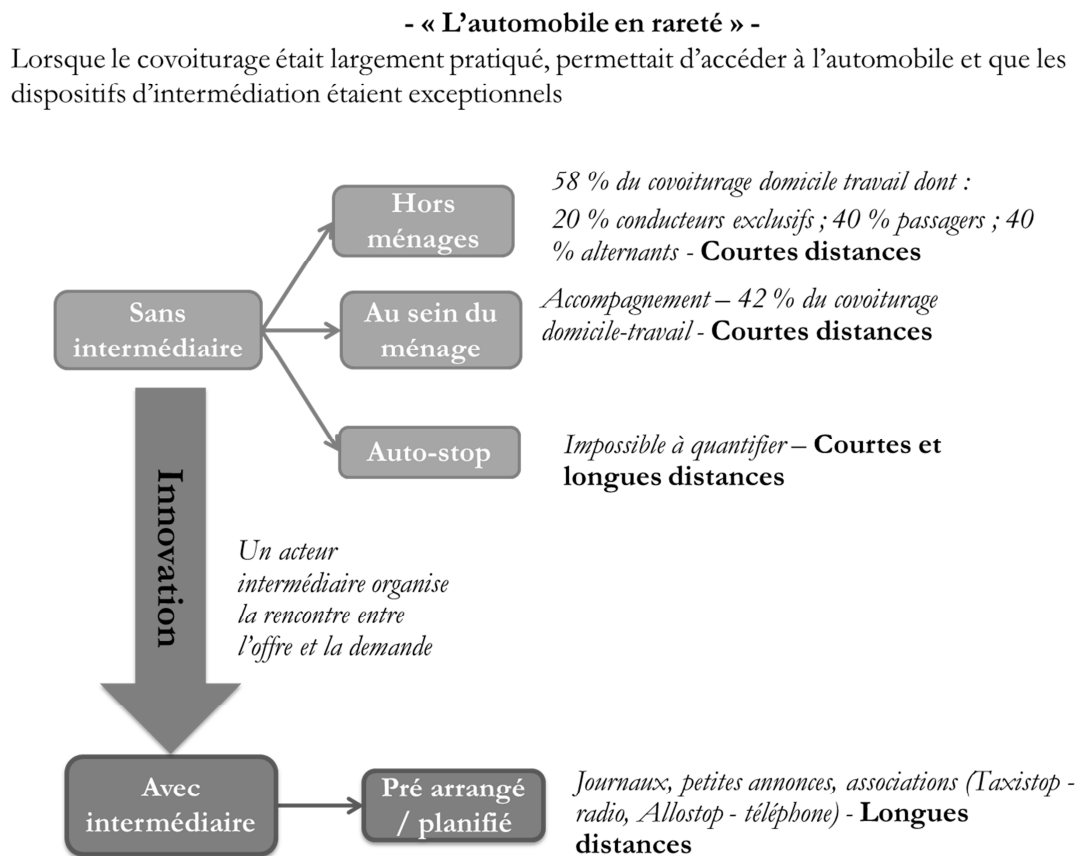 - « L’automobile en rareté » -
Lorsque le covoiturage était largement pratiqué, permettait d’accéder à l’automobile et que les
dispositifs d’intermédiation étaient exceptionnels
Hors
ménages
58 % du covoiturage domicile travail dont :
20 % conducteurs exclusifs ; 40 % passagers ; 40
% alternants - Courtes distances
Sans
intermédiaire
Au sein du
ménage
Accompagnement – 42 % du covoiturage
domicile-travail - Courtes distances
Auto-stop
Impossible à quantifier – Courtes et
longues distances
Innovation
Un acteur
intermédiaire organise
la rencontre entre
l’offre et la demande
Avec
intermédiaire
Pré arrangé
/ planifié
Journaux, petites annonces, associations (Taxistop -
radio, Allostop - téléphone) - Longues
distances